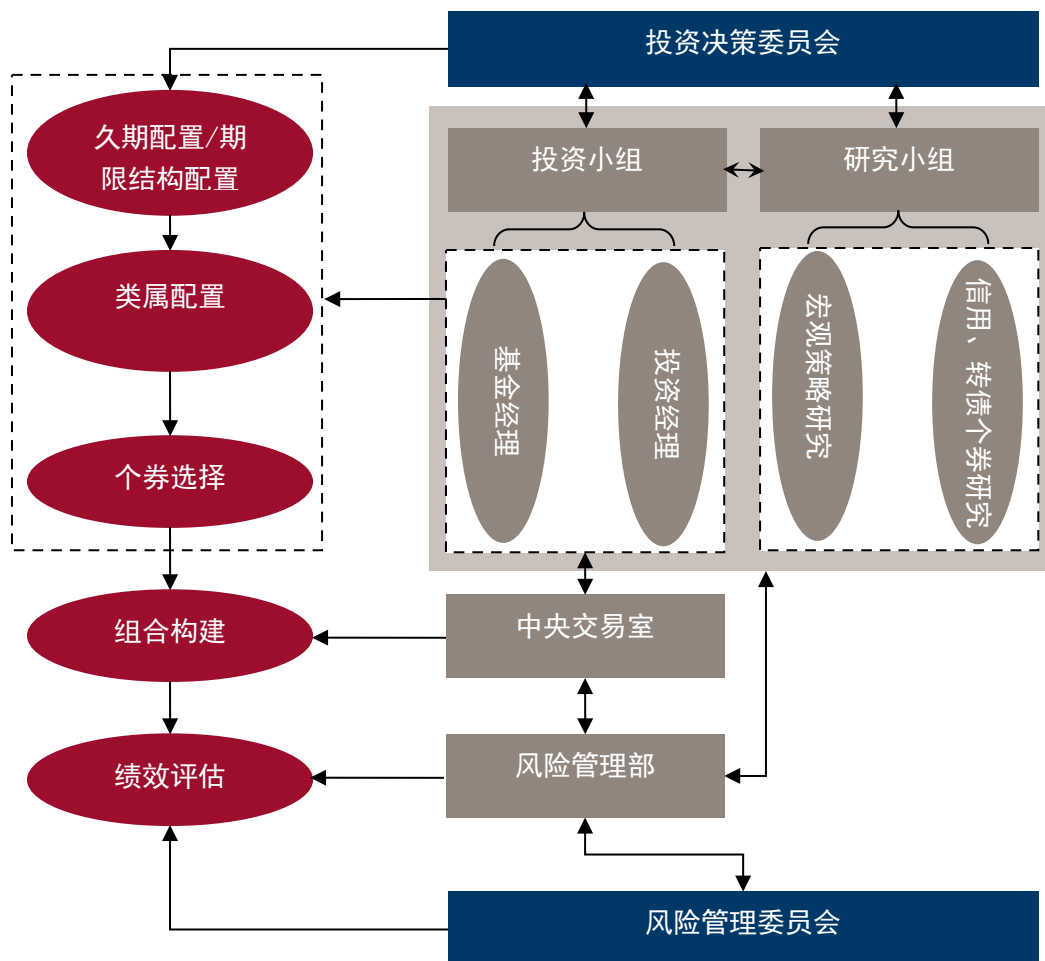 投资决策委员会
久期配置/期
限结构配置
投资小组
研究小组
类属配置
基金经理
投资经理
宏观策略研究
信用、转债个券研究
个券选择
组合构建
中央交易室
绩效评估
风险管理部
风险管理委员会